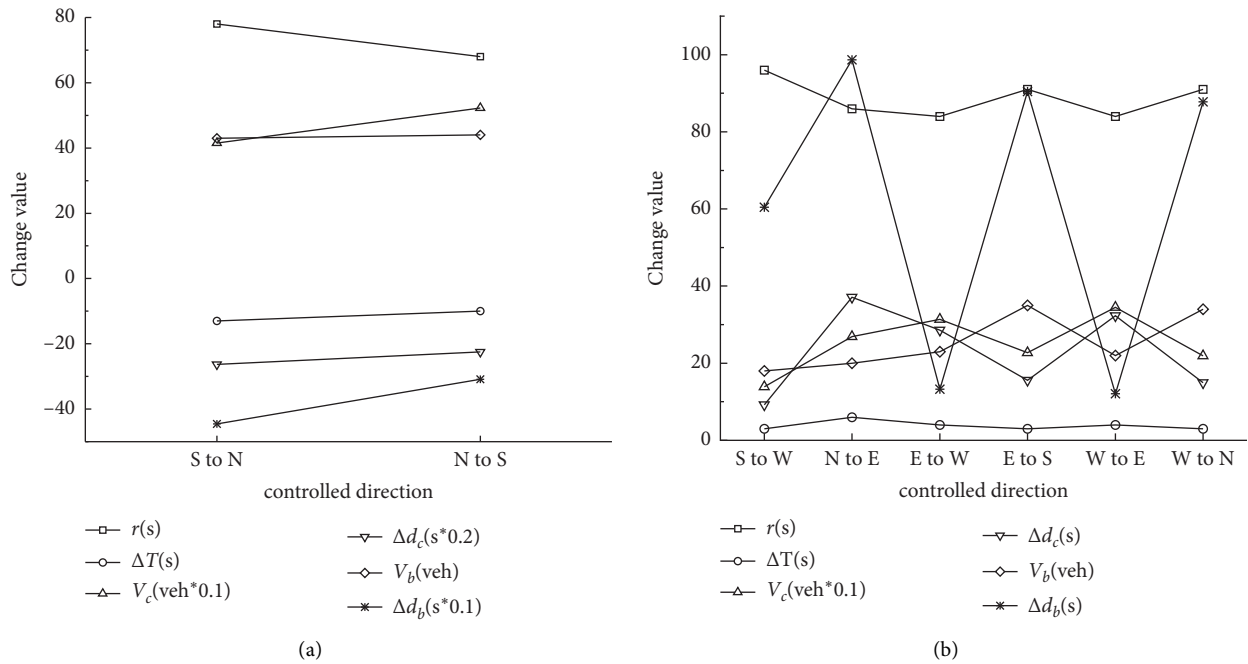 80
60
40
20
0
−20
−40
Change value
S to N N to S
controlled direction
r(s)
ΔT(s)
V_c(veh*0.1)
Δd_c(s*0.2)
V_b(veh)
Δd_b(s*0.1)
(a)
100
80
60
40
20
0
Change value
S to W N to E E to W E to S W to E W to N
controlled direction
r(s)
ΔT(s)
V_c(veh*0.1)
Δd_c(s)
V_b(veh)
Δd_b(s)
(b)